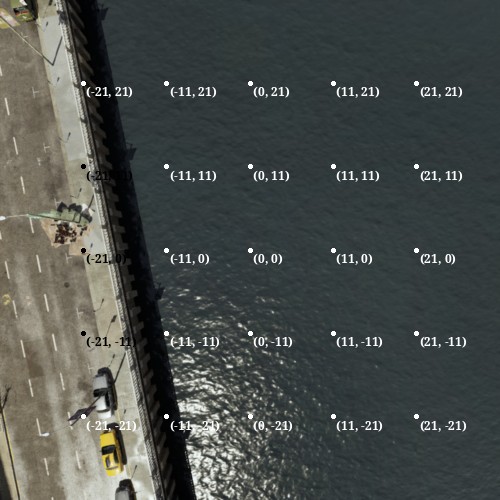 (-21, 21) (-11, 21) (0, 21) (11, 21) (21, 21)
(-21, 11) (-11, 11) (0, 11) (11, 11) (21, 11)
(-21, 0) (-11, 0) (0, 0) (11, 0) (21, 0)
(-21, -11) (-11, -11) (0, -11) (11, -11) (21, -11)
(-21, -21) (-11, -21) (0, -21) (11, -21) (21, -21)